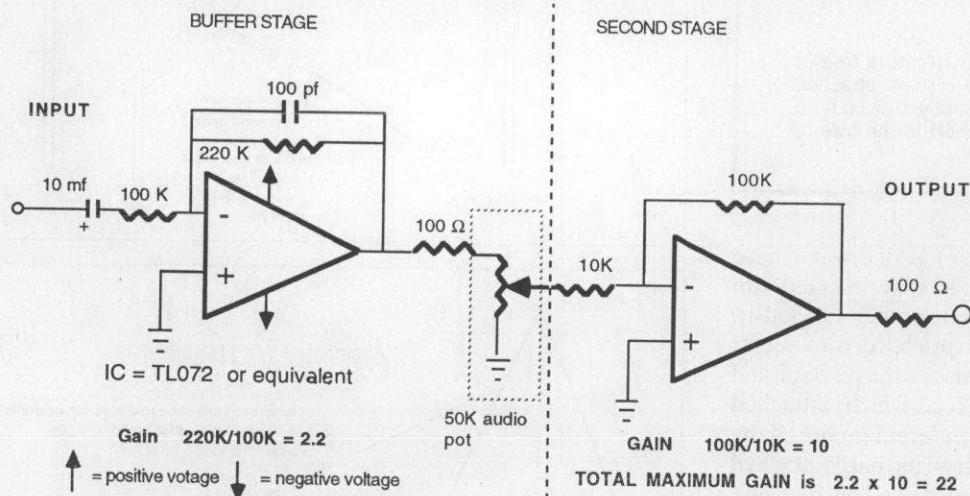 BUFFER STAGE
SECOND STAGE
INPUT
100 pf
220 K
10 mf
+
100 K
-
+
100 Ω
IC = TL072 or equivalent
50K audio
pot
Gain 220K/100K = 2.2
= positive votage
= negative voltage
100K
OUTPUT
10K
-
+
100 Ω
GAIN 100K/10K = 10
TOTAL MAXIMUM GAIN is 2.2 x 10 = 22